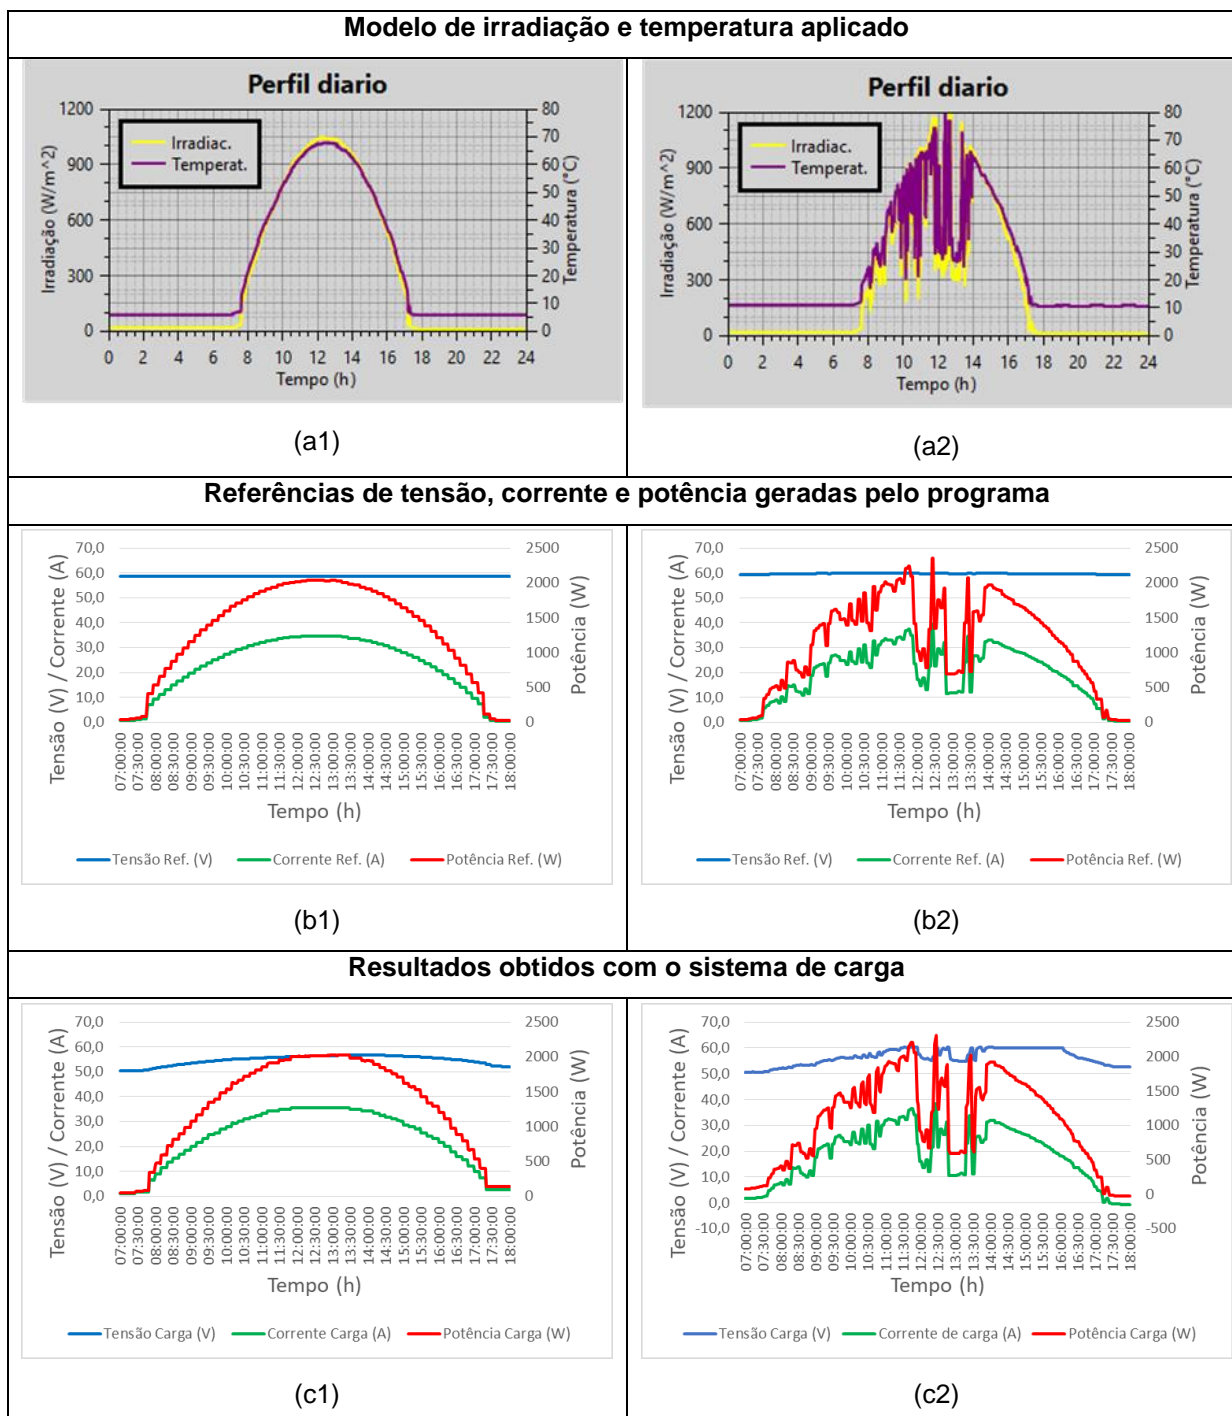 Modelo de irradiação e temperatura aplicado
Perfil diario
1200
900
600
300
0
80
70
60
50
40
30
20
10
0
Irradiac.
Temperat.
Irradiação (W/m^2)
Temperatura (°C)
0 2 4 6 8 10 12 14 16 18 20 22 24
Tempo (h)
(a1)
Perfil diario
1200
900
600
300
0
80
70
60
50
40
30
20
10
0
Irradiac.
Temperat.
Irradiação (W/m^2)
Temperatura (°C)
0 2 4 6 8 10 12 14 16 18 20 22 24
Tempo (h)
(a2)
Referências de tensão, corrente e potência geradas pelo programa
Tensão (V) / Corrente (A)
70,0
60,0
50,0
40,0
30,0
20,0
10,0
0,0
2500
2000
1500
1000
500
0
Potência (W)
07:00:00 07:30:00 08:00:00 08:30:00 09:00:00 09:30:00 10:00:00 10:30:00 11:00:00 11:30:00 12:00:00 12:30:00 13:00:00 13:30:00 14:00:00 14:30:00 15:00:00 15:30:00 16:00:00 16:30:00 17:00:00 17:30:00 18:00:00
Tempo (h)
Tensão Ref. (V) Corrente Ref. (A) Potência Ref. (W)
(b1)
Tensão (V) / Corrente (A)
70,0
60,0
50,0
40,0
30,0
20,0
10,0
0,0
2500
2000
1500
1000
500
0
Potência (W)
07:00:00 07:30:00 08:00:00 08:30:00 09:00:00 09:30:00 10:00:00 10:30:00 11:00:00 11:30:00 12:00:00 12:30:00 13:00:00 13:30:00 14:00:00 14:30:00 15:00:00 15:30:00 16:00:00 16:30:00 17:00:00 17:30:00 18:00:00
Tempo (h)
Tensão Ref. (V) Corrente Ref. (A) Potência Ref. (W)
(b2)
Resultados obtidos com o sistema de carga
Tensão (V) / Corrente (A)
70,0
60,0
50,0
40,0
30,0
20,0
10,0
0,0
2500
2000
1500
1000
500
0
Potência (W)
07:00:00 07:30:00 08:00:00 08:30:00 09:00:00 09:30:00 10:00:00 10:30:00 11:00:00 11:30:00 12:00:00 12:30:00 13:00:00 13:30:00 14:00:00 14:30:00 15:00:00 15:30:00 16:00:00 16:30:00 17:00:00 17:30:00 18:00:00
Tempo (h)
Tensão Carga (V) Corrente Carga (A) Potência Carga (W)
(c1)
Tensão (V) / Corrente (A)
70,0
60,0
50,0
40,0
30,0
20,0
10,0
0,0
-10,0
2500
2000
1500
1000
500
0
-500
Potência (W)
07:00:00 07:30:00 08:00:00 08:30:00 09:00:00 09:30:00 10:00:00 10:30:00 11:00:00 11:30:00 12:00:00 12:30:00 13:00:00 13:30:00 14:00:00 14:30:00 15:00:00 15:30:00 16:00:00 16:30:00 17:00:00 17:30:00 18:00:00
Tempo (h)
Tensão Carga (V) Corrente de carga (A) Potência Carga (W)
(c2)